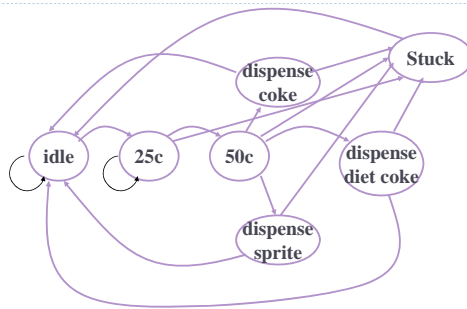 Stuck
dispense
coke
idle
25c
50c
dispense
diet coke
dispense
sprite